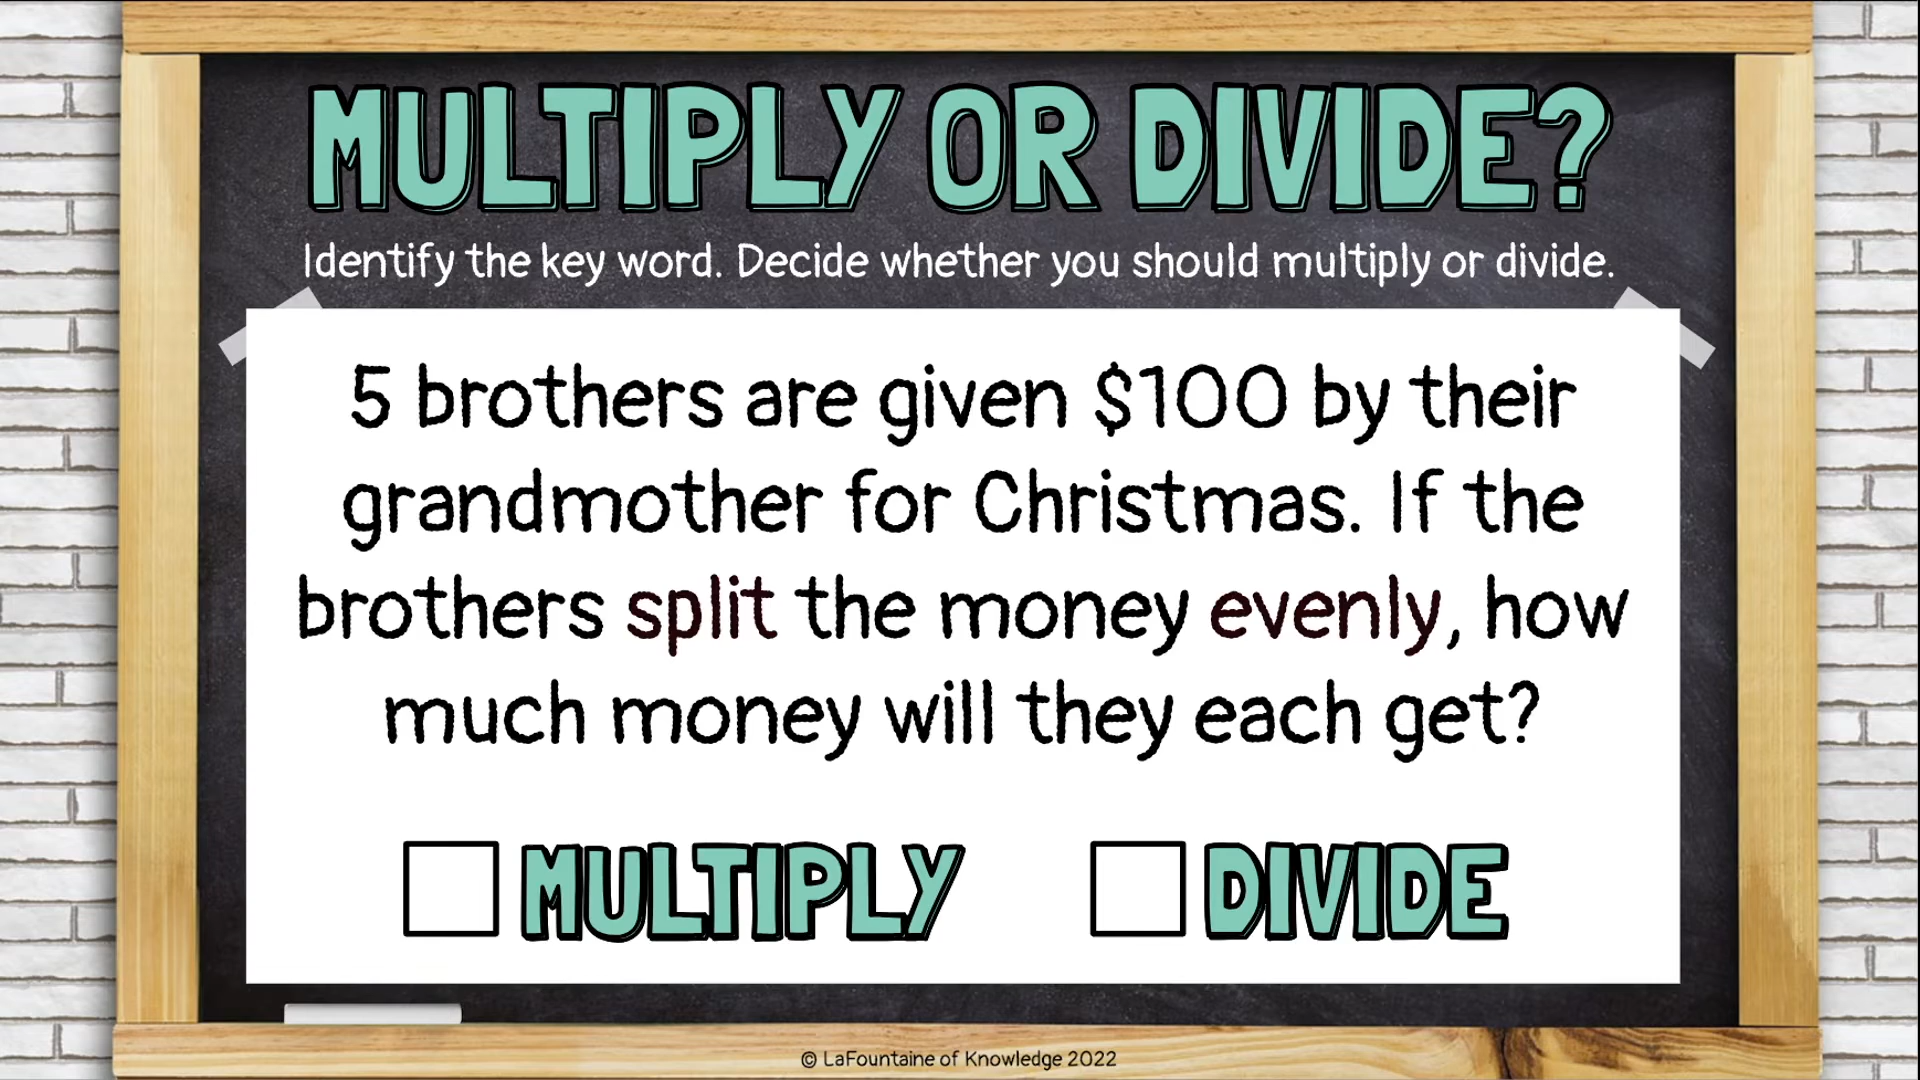 MULTIPLY OR DIVIDE?
Identify the key word. Decide whether you should multiply or divide.
5 brothers are given $100 by their
grandmother for Christmas. If the
brothers split the money evenly, how
much money will they each get?
MULTIPLY DIVIDE
© LaFountaine of Knowledge 2022